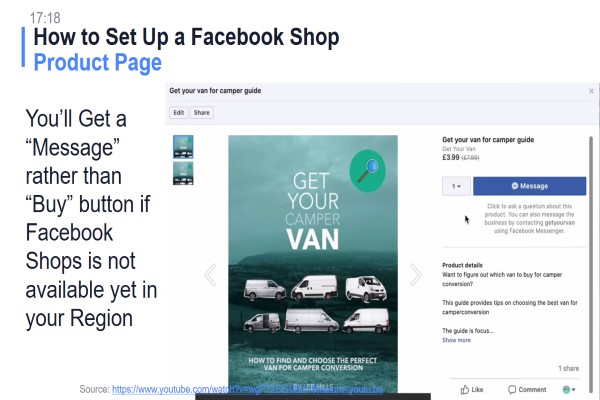 17:18
How to Set Up a Facebook Shop
Product Page
You'll Get a
“Message”
rather than
“Buy” button if
Facebook
Shops is not
available yet in
your Region
Get your van for camper guide
×
Edit
Share
GET
YOUR
CAMPER
VAN
HOW TO FIND AND CHOOSE THE PERFECT
VAN FOR CAMPER CONVERSION
BY LEE HILLS
Get your van for camper guide
Get Your Van
£3.99 (£7.99)
1
Message
Click to ask a question about this
product. You can also message the
business by contacting getyourvan
using Facebook Messenger.
Product details
Want to figure out which van to buy for camper
conversion?
This guide provides tips on choosing the best van for
camperconversion
The guide is focus...
Show more
1 share
Like
Comment
Source: https://www.youtube.com/